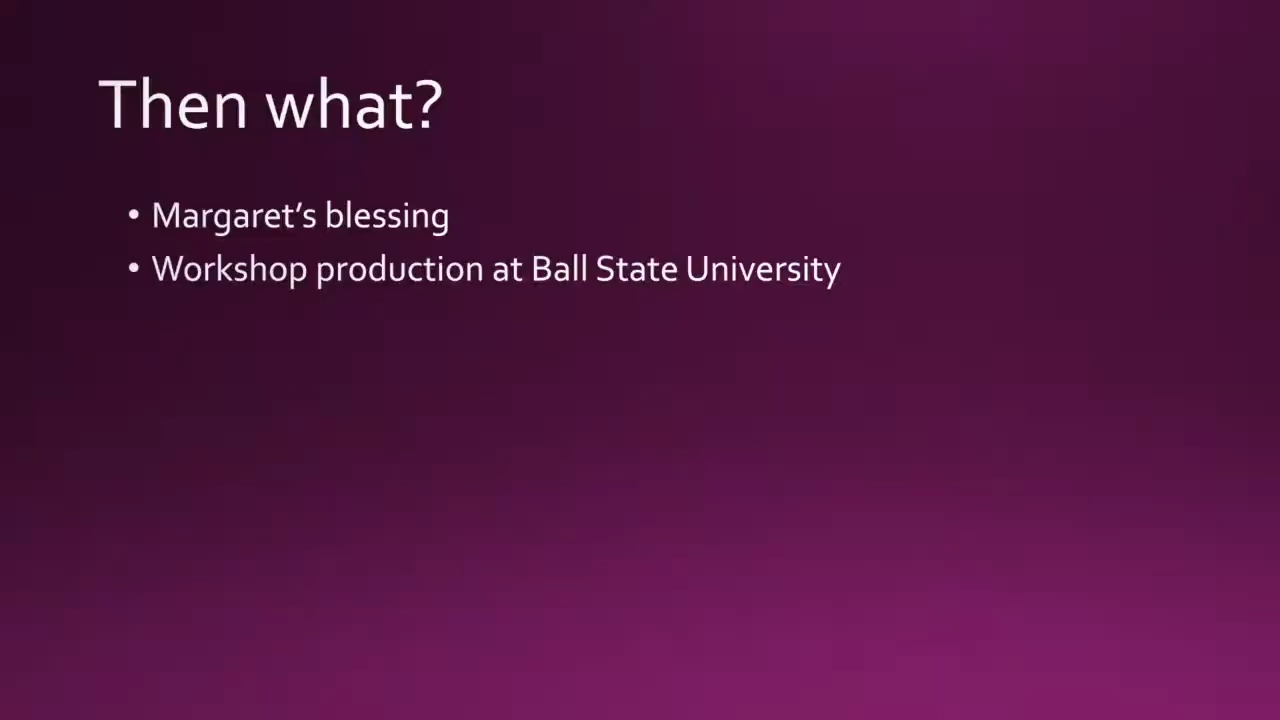 Then what?
• Margaret’s blessing
• Workshop production at Ball State University